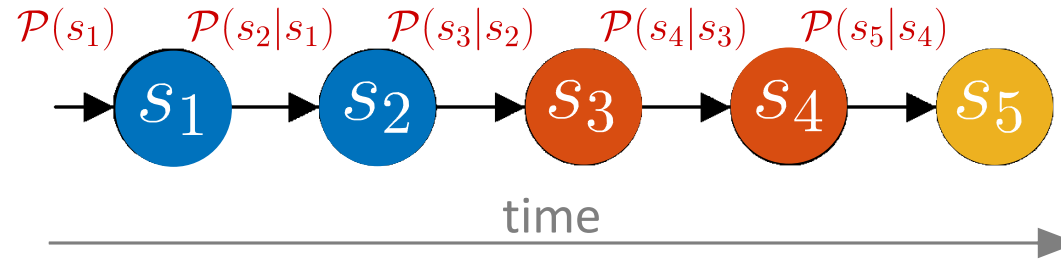 𝒫(s₁) 𝒫(s₂|s₁) 𝒫(s₃|s₂) 𝒫(s₄|s₃) 𝒫(s₅|s₄)
s₁ s₂ s₃ s₄ s₅
time